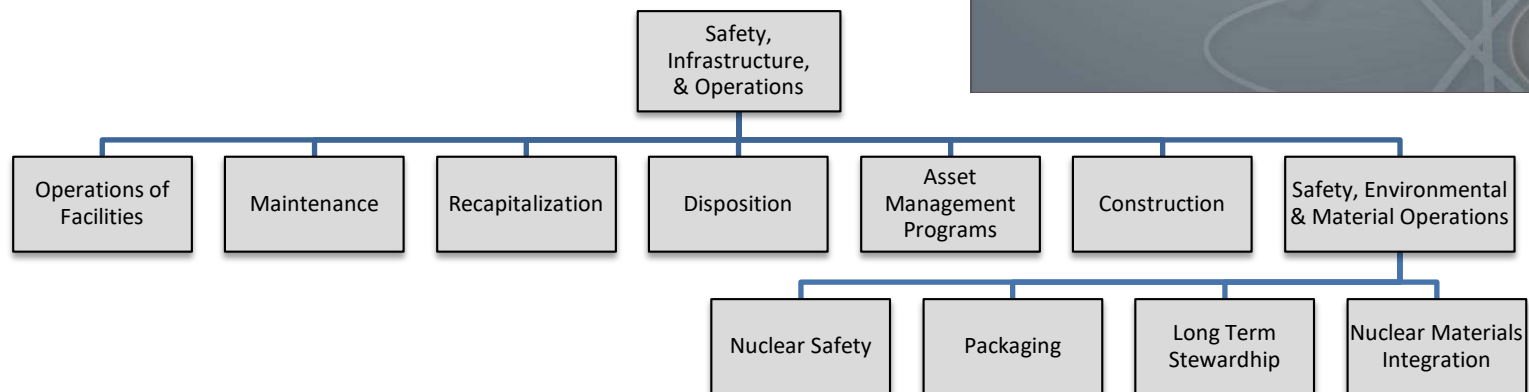 Safety,
Infrastructure,
& Operations
Operations of
Facilities
Maintenance
Recapitalization
Disposition
Asset
Management
Programs
Construction
Safety, Environmental
& Material Operations
Nuclear Safety
Packaging
Long Term
Stewardhip
Nuclear Materials
Integration